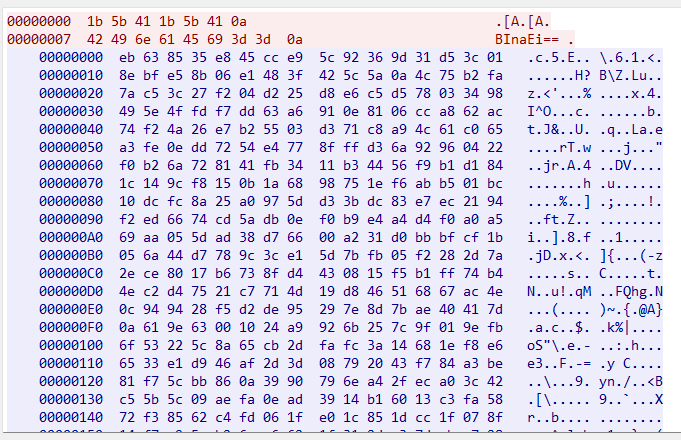 00000000 1b 5b 41 1b 5b 41 0a .[A.[A.
00000007 42 49 6e 61 45 69 3d 3d 0a BInaEi== .
00000000 eb 63 85 35 e8 45 cc e9 5c 92 36 9d 31 d5 3c 01 .c.5.E.. \.6.1.<.
00000010 8e bf e5 8b 06 e1 48 3f 42 5c 5a 0a 4c 75 b2 fa ......H? B\Z.Lu..
00000020 7a c5 3c 27 f2 04 d2 25 d8 e6 c5 d5 78 03 34 98 z.<'...% ....x.4.
00000030 49 5e 4f fd f7 dd 63 a6 91 0e 81 06 cc a8 62 ac I^O...c. ......b.
00000040 74 f2 4a 26 e7 b2 55 03 d3 71 c8 a9 4c 61 c0 65 t.J&..U. .q..La.e
00000050 a3 fe 0e dd 72 54 e4 77 8f ff d3 6a 92 96 04 22 ....rT.w ...j..."
00000060 f0 b2 6a 72 81 41 fb 34 11 b3 44 56 f9 b1 d1 84 ..jr.A.4 ..DV....
00000070 1c 14 9c f8 15 0b 1a 68 98 75 1e f6 ab b5 01 bc .......h .u......
00000080 10 dc fc 8a 25 a0 97 5d d3 3b dc 83 e7 ec 21 94 ....%..] .;....!.
00000090 f2 ed 66 74 cd 5a db 0e f0 b9 e4 a4 d4 f0 a0 a5 ..ft.Z.. ........
000000A0 69 aa 05 5d ad 38 d7 66 00 a2 31 d0 bb bf cf 1b i..].8.f ..1.....
000000B0 05 6a 44 d7 78 9c 3c e1 5d 7b fb 05 f2 28 2d 7a .jD.x.<. ]{...(-z
000000C0 2e ce 80 17 b6 73 8f d4 43 08 15 f5 b1 ff 74 b4 .....s.. C.....t.
000000D0 4e c2 d4 75 21 c7 71 4d 19 d8 46 51 68 67 ac 4e N..u!.qM ..FQhg.N
000000E0 0c 94 94 28 f5 d2 de 95 29 7e 8d 7b ae 40 41 7d ...(.... )~.{.@A}
000000F0 0a 61 9e 63 00 10 24 a9 92 6b 25 7c 9f 01 9e fb .a.c..$. .k%|....
00000100 6f 53 22 5c 8a 65 cb 2d fa fc 3a 14 68 1e f8 e6 oS"\.e.- ..:.h...
00000110 65 33 e1 d9 46 af 2d 3d 08 79 20 43 f7 84 a3 be e3..F.-= .y C....
00000120 81 f7 5c bb 86 0a 39 90 79 6e a4 2f ec a0 3c 42 ..\...9. yn./..<B
00000130 c5 5b 5c 09 ae fa 0e ad 39 14 b1 60 13 c3 fa 58 .[\..... 9..`...X
00000140 72 f3 85 62 c4 fd 06 1f e0 1c 85 1d cc 1f 07 8f r..b.... ........